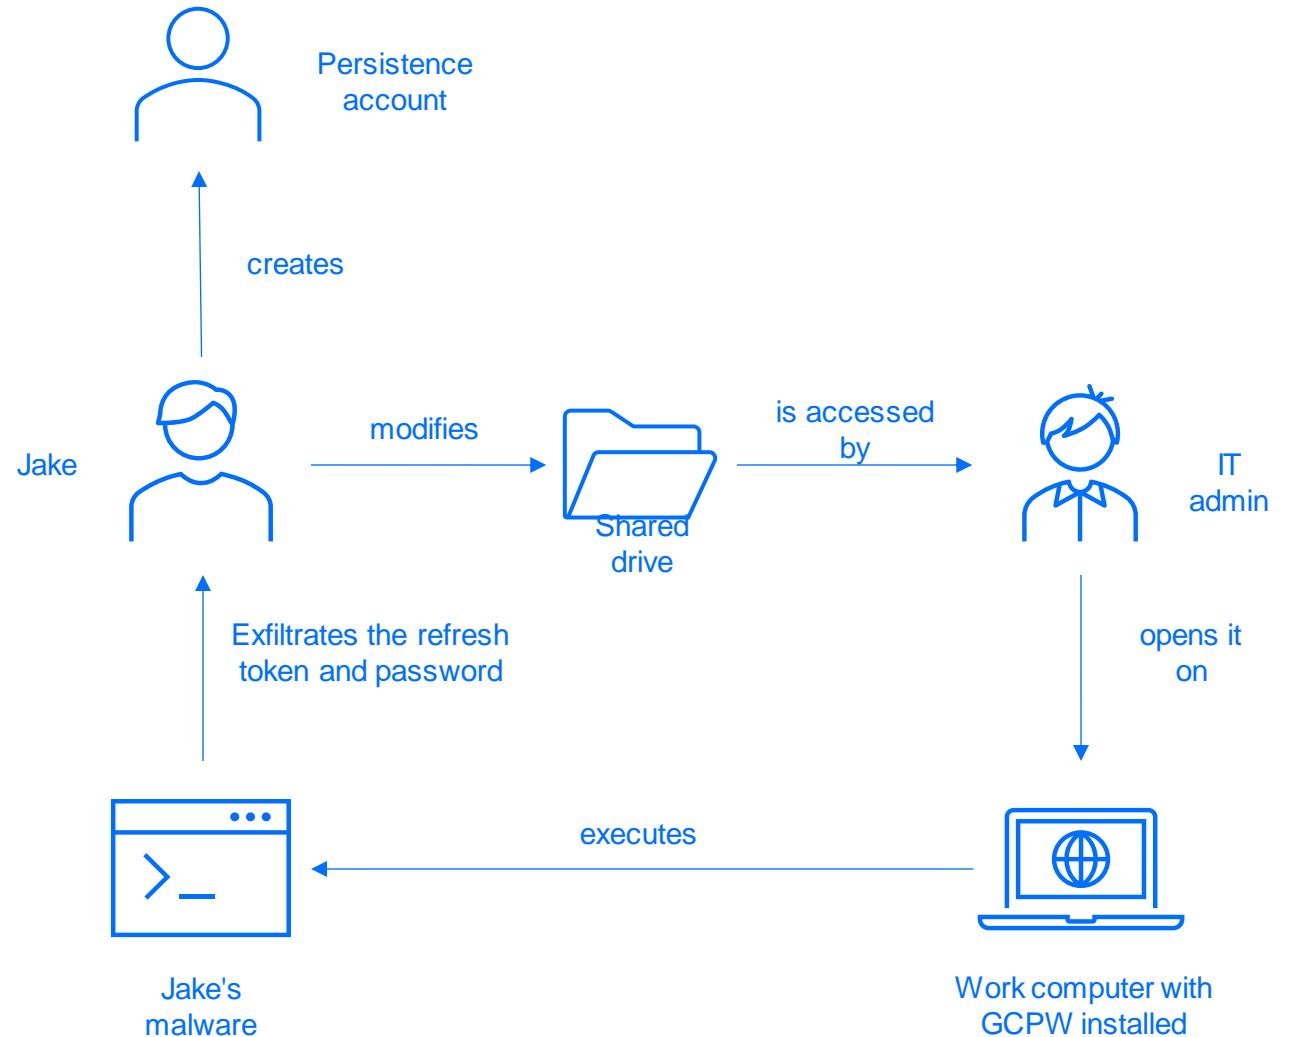 Persistence
account
creates
Jake
modifies
Shared
drive
is accessed
by
IT
admin
Exfiltrates the refresh
token and password
opens it
on
executes
Jake's
malware
Work computer with
GCPW installed